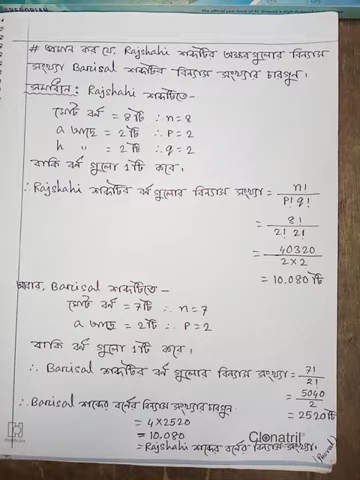 # প্রমান কর যে, Rajshahi শব্দটির অক্ষরগুলোর বিন্যাস
সংখ্যা Barisal শব্দটির বিন্যাস সংখ্যার চারগুন।
সমাধান: Rajshahi শব্দটিতে-
মোট বর্ন = 8টি ∴ n = 8
a আছে = 2টি ∴ P = 2
h " = 2টি ∴ q = 2
বাকি বর্ন গুলো 1টি করে।
∴ Rajshahi শব্দটির বর্ন গুলোর বিন্যাস সংখ্যা = n!/P! q!
= 8!/2! 2!
= 40320/2 × 2
= 10,080টি
আবার, Barisal শব্দটিতে-
মোট বর্ন = 7টি ∴ n = 7
a আছে = 2টি ∴ P = 2
বাকি বর্ন গুলো 1টি করে।
∴ Barisal শব্দটির বর্ন গুলোর বিন্যাস সংখ্যা = 7!/2!
= 5040/2
= 2520টি
∴ Barisal শব্দের বর্নের বিন্যাস সংখ্যার চারগুন
= 4 × 2520
= 10,080
= Rajshahi শব্দের বর্নের বিন্যাস সংখ্যা।
(Proved)
Clonatril
Healthcare